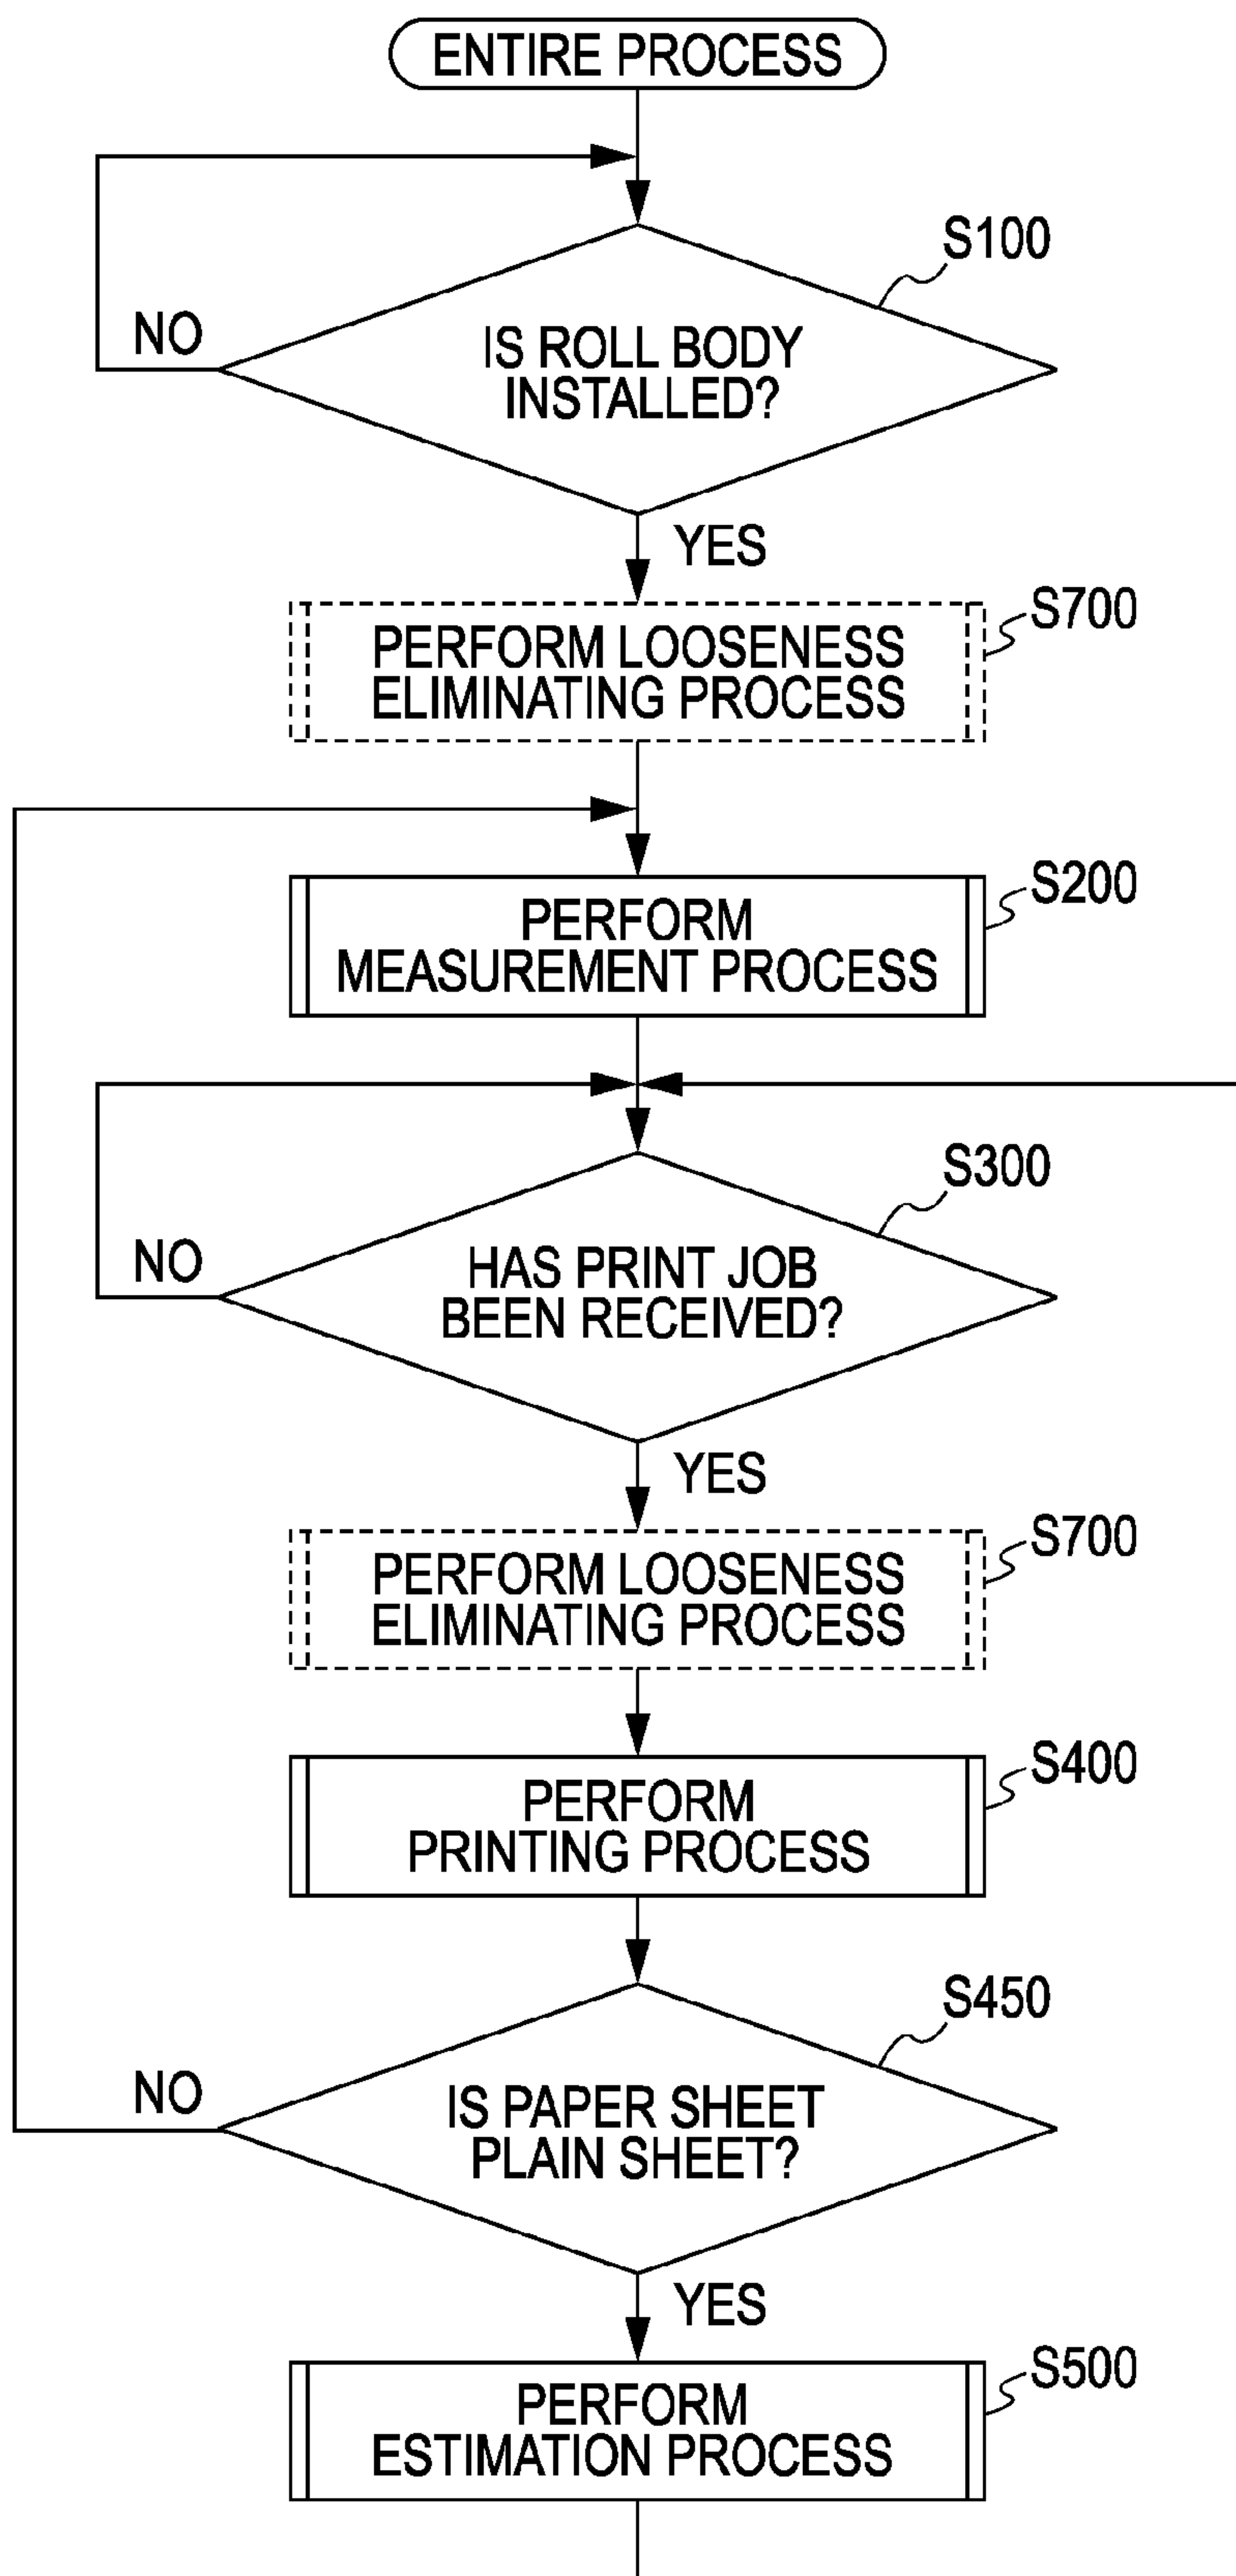 ENTIRE PROCESS
S100
NO
IS ROLL BODY
INSTALLED?
YES
S700
PERFORM LOOSENESS
ELIMINATING PROCESS
S200
PERFORM
MEASUREMENT PROCESS
S300
NO
HAS PRINT JOB
BEEN RECEIVED?
YES
S700
PERFORM LOOSENESS
ELIMINATING PROCESS
S400
PERFORM
PRINTING PROCESS
S450
NO
IS PAPER SHEET
PLAIN SHEET?
YES
S500
PERFORM
ESTIMATION PROCESS